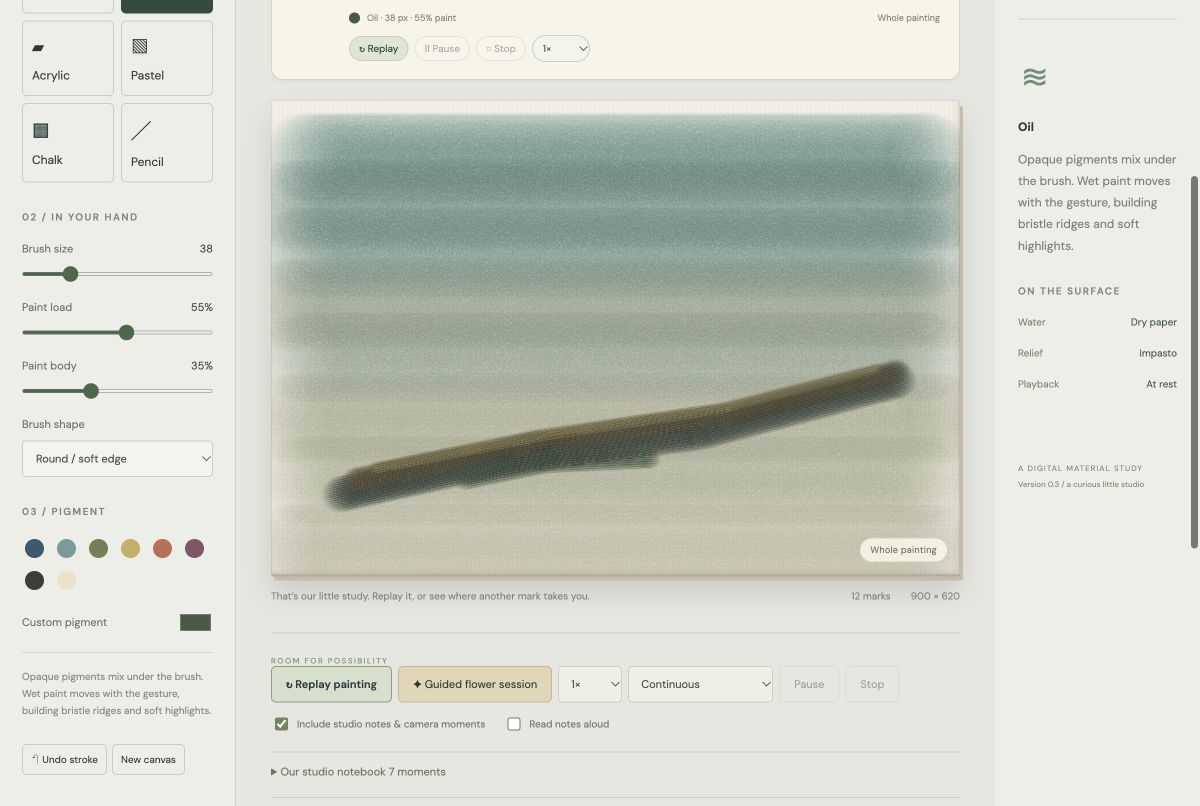 Acrylic
Pastel
Chalk
Pencil
02 / IN YOUR HAND
Brush size 38
Paint load 55%
Paint body 35%
Brush shape
Round / soft edge
03 / PIGMENT
Custom pigment
Opaque pigments mix under the brush.
Wet paint moves with the gesture,
building bristle ridges and soft highlights.
Undo stroke
New canvas
Oil · 38 px · 55% paint
Whole painting
↻ Replay
II Pause
▫ Stop
1×
Whole painting
That's our little study. Replay it, or see where another mark takes you.
12 marks
900 × 620
ROOM FOR POSSIBILITY
↻ Replay painting
✦ Guided flower session
1×
Continuous
Pause
Stop
Include studio notes & camera moments
Read notes aloud
Our studio notebook 7 moments
Oil
Opaque pigments mix under
the brush. Wet paint moves
with the gesture, building
bristle ridges and soft
highlights.
ON THE SURFACE
Water Dry paper
Relief Impasto
Playback At rest
A DIGITAL MATERIAL STUDY
Version 0.3 / a curious little studio